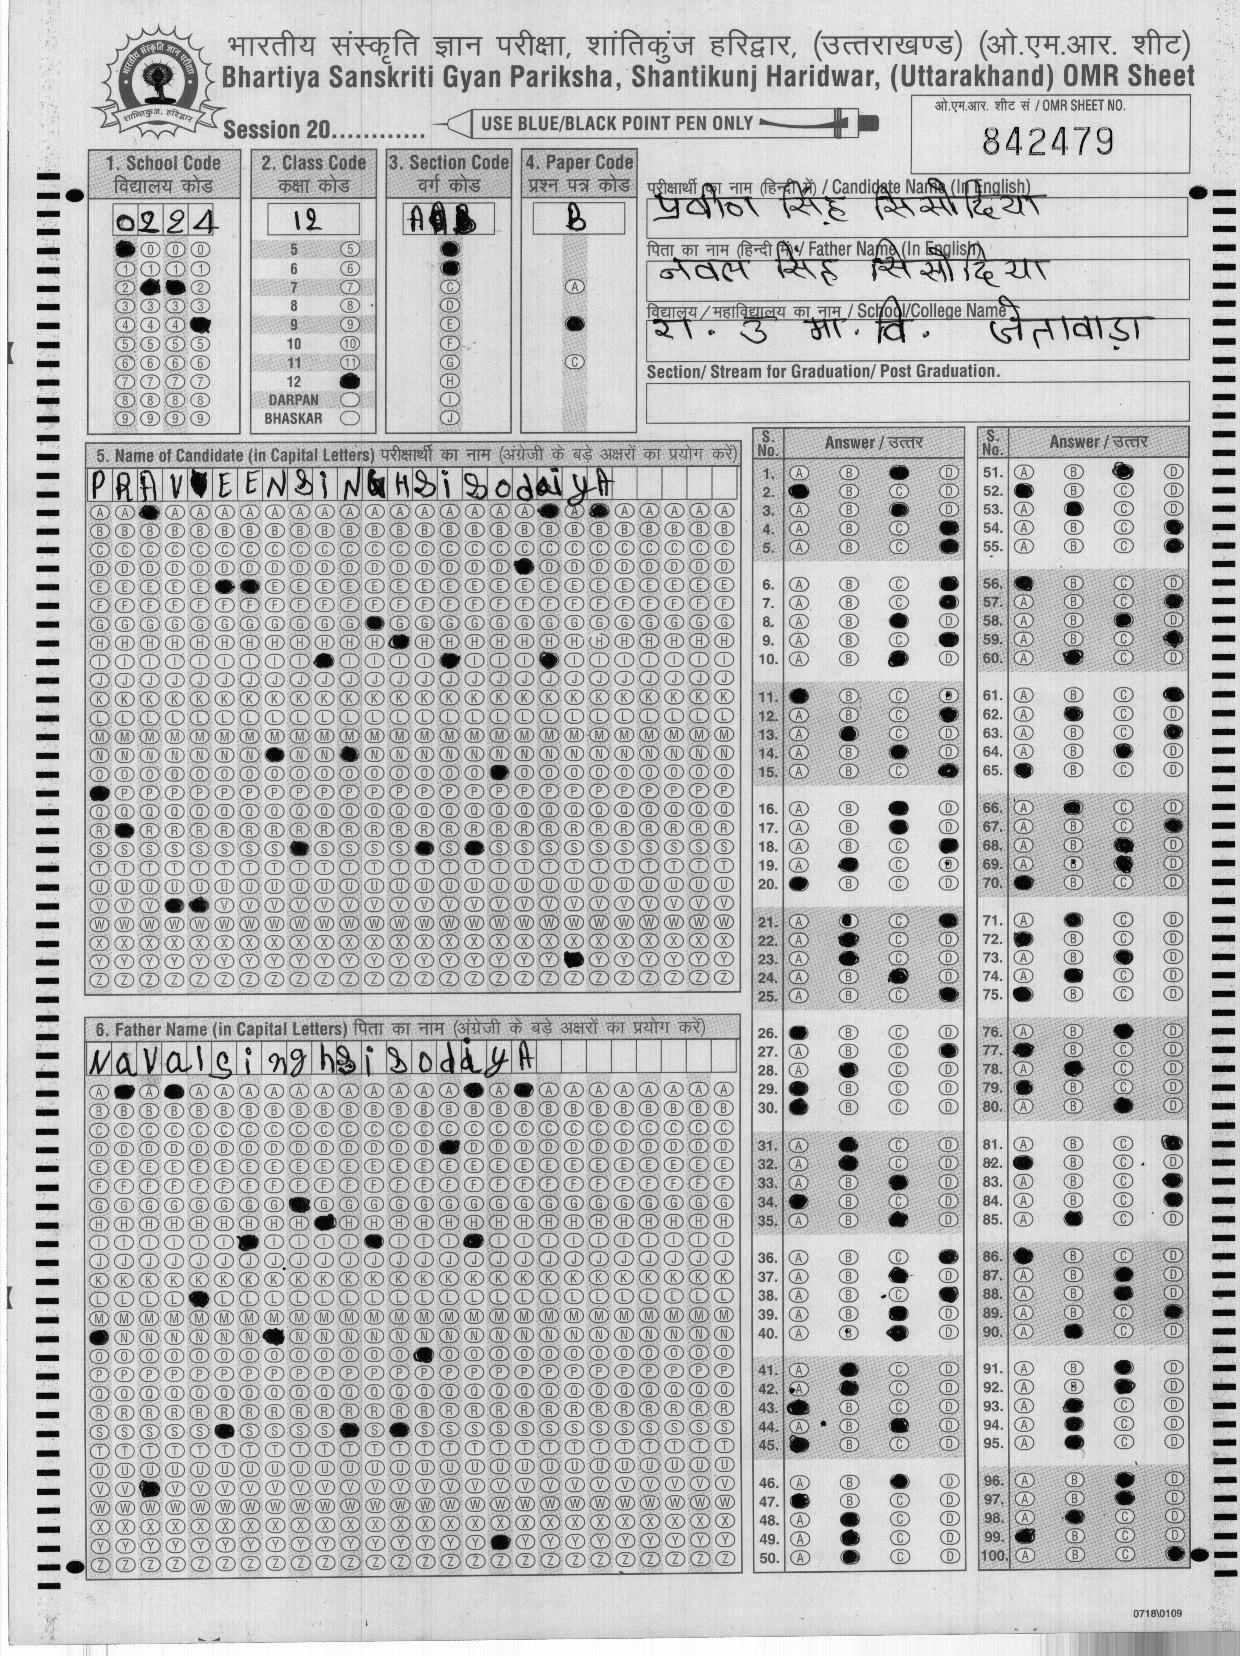 भारतीय संस्कृति ज्ञान परीक्षा, शांतिकुंज हरिद्वार, (उत्तराखण्ड) (ओ.एम.आर. शीट)
Bhartiya Sanskriti Gyan Pariksha, Shantikunj Haridwar, (Uttarakhand) OMR Sheet
Session 20............ USE BLUE/BLACK POINT PEN ONLY
ओ.एम.आर. शीट सं / OMR SHEET NO.
842479
1. School Code
विद्यालय कोड
0224
2. Class Code
कक्षा कोड
12
5
6
7
8
9
10
11
12
DARPAN
BHASKAR
3. Section Code
वर्ग कोड
4. Paper Code
प्रश्न पत्र कोड
B
परीक्षार्थी का नाम (हिन्दी में) / Candidate Name (In English)
प्रवीन सिंह सिसौदिया
पिता का नाम (हिन्दी में) / Father Name (In English)
नवल सिंह सिसौदिया
विद्यालय / महाविद्यालय का नाम / School/College Name
रा. उ मा. वि. जेतावाड़ा
Section/ Stream for Graduation/ Post Graduation.
5. Name of Candidate (in Capital Letters) परीक्षार्थी का नाम (अंग्रेजी के बड़े अक्षरों का प्रयोग करें)
6. Father Name (in Capital Letters) पिता का नाम (अंग्रेजी के बड़े अक्षरों का प्रयोग करें)
NaValsinghSiSodiyA
S. No. Answer / उत्तर
S. No. Answer / उत्तर
0718\0109